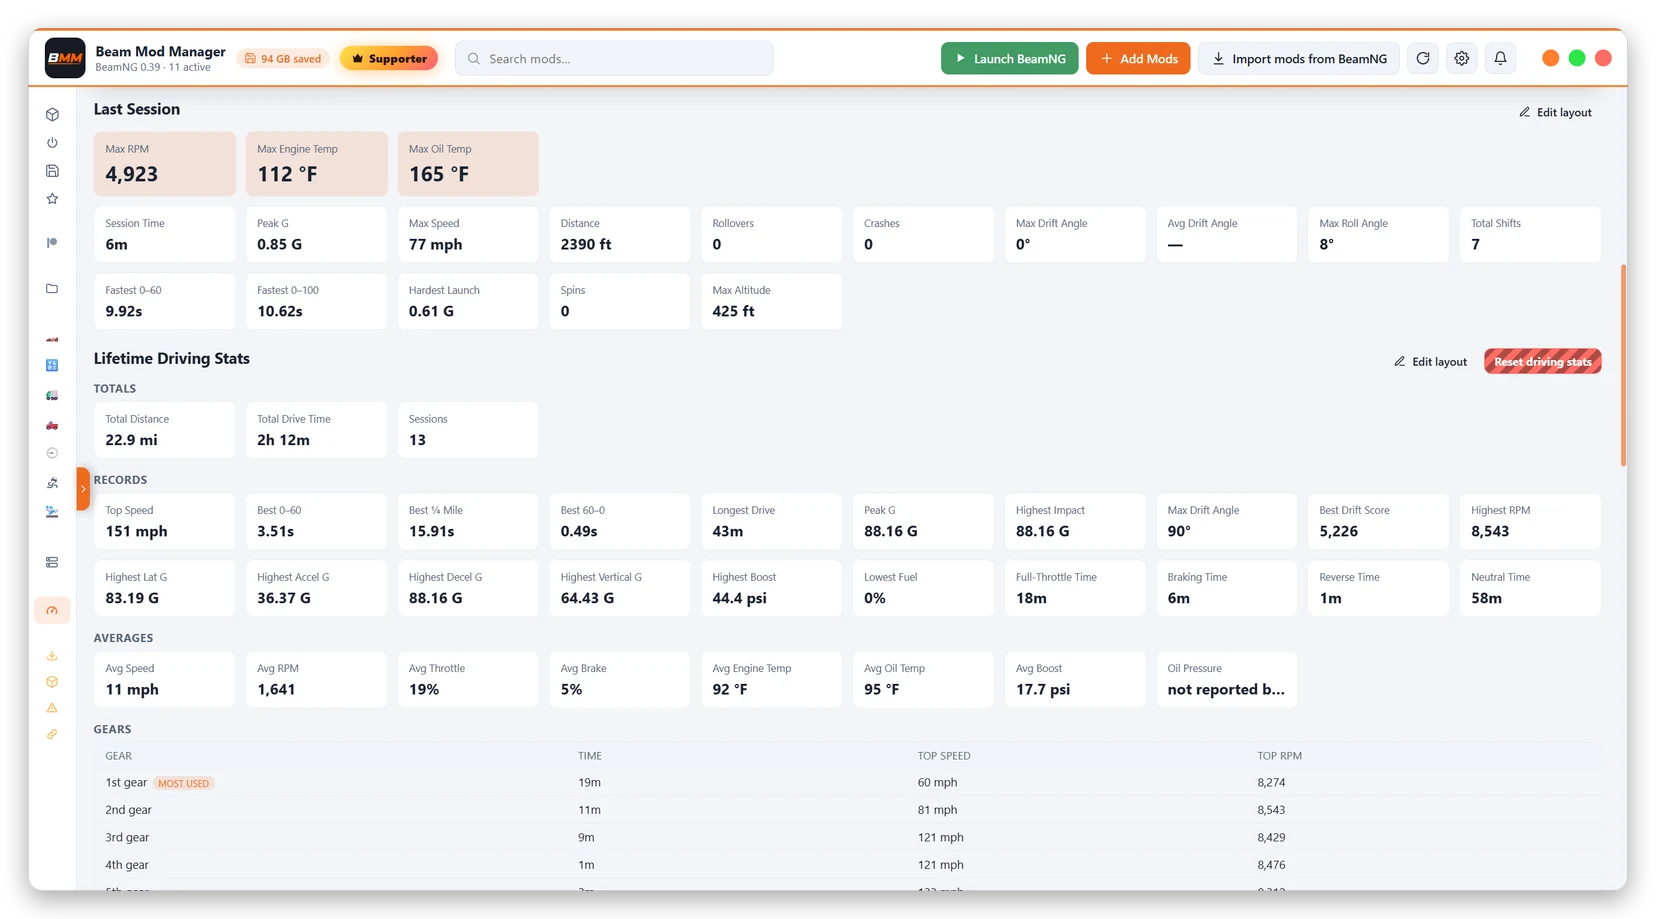 BMM
Beam Mod Manager
BeamNG 0.39 · 11 active
94 GB saved
Supporter
Search mods...
Launch BeamNG
Add Mods
Import mods from BeamNG
Last Session
Edit layout
Max RPM
4,923
Max Engine Temp
112 °F
Max Oil Temp
165 °F
Session Time
6m
Peak G
0.85 G
Max Speed
77 mph
Distance
2390 ft
Rollovers
0
Crashes
0
Max Drift Angle
0°
Avg Drift Angle
—
Max Roll Angle
8°
Total Shifts
7
Fastest 0–60
9.92s
Fastest 0–100
10.62s
Hardest Launch
0.61 G
Spins
0
Max Altitude
425 ft
Lifetime Driving Stats
Edit layout
Reset driving stats
TOTALS
Total Distance
22.9 mi
Total Drive Time
2h 12m
Sessions
13
RECORDS
Top Speed
151 mph
Best 0–60
3.51s
Best ¼ Mile
15.91s
Best 60–0
0.49s
Longest Drive
43m
Peak G
88.16 G
Highest Impact
88.16 G
Max Drift Angle
90°
Best Drift Score
5,226
Highest RPM
8,543
Highest Lat G
83.19 G
Highest Accel G
36.37 G
Highest Decel G
88.16 G
Highest Vertical G
64.43 G
Highest Boost
44.4 psi
Lowest Fuel
0%
Full-Throttle Time
18m
Braking Time
6m
Reverse Time
1m
Neutral Time
58m
AVERAGES
Avg Speed
11 mph
Avg RPM
1,641
Avg Throttle
19%
Avg Brake
5%
Avg Engine Temp
92 °F
Avg Oil Temp
95 °F
Avg Boost
17.7 psi
Oil Pressure
not reported b...
GEARS
GEAR TIME TOP SPEED TOP RPM
1st gear MOST USED 19m 60 mph 8,274
2nd gear 11m 81 mph 8,543
3rd gear 9m 121 mph 8,429
4th gear 1m 121 mph 8,476